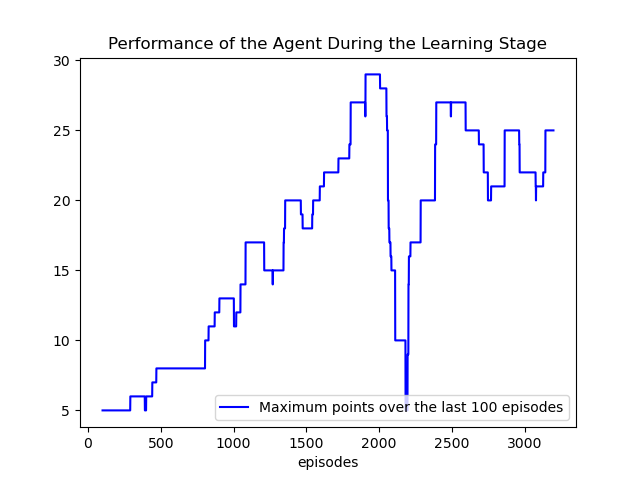 Performance of the Agent During the Learning Stage
30
25
20
15
10
5
Maximum points over the last 100 episodes
0 500 1000 1500 2000 2500 3000
episodes